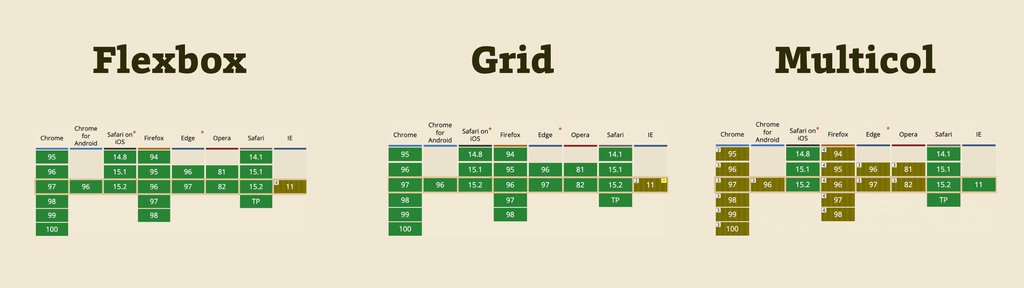 Flexbox Grid Multicol
Chrome Chrome for Android Safari on iOS * Firefox Edge * Opera Safari IE
95 14.8 94 14.1
96 15.1 95 96 81 15.1
97 96 15.2 96 97 82 15.2 4 11
98 97 TP
99 98
100
Chrome Chrome for Android Safari on iOS * Firefox Edge * Opera Safari IE
95 14.8 94 14.1
96 15.1 95 96 81 15.1
97 96 15.2 96 97 82 15.2 2 11
98 97 TP
99 98
100
Chrome Chrome for Android Safari on iOS * Firefox Edge * Opera Safari IE
95 14.8 4 94 14.1
96 15.1 95 96 81 15.1
97 96 15.2 96 97 82 15.2 11
98 97 TP
99 4 98
100